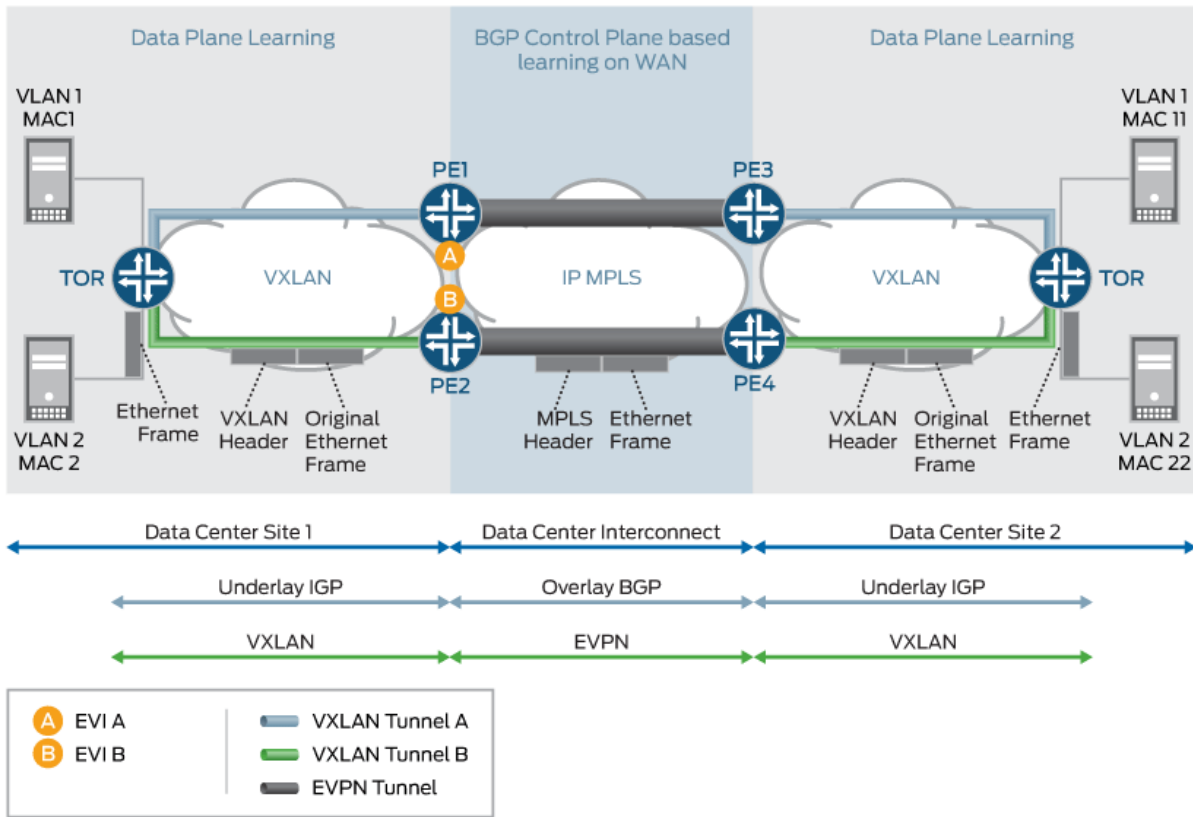 Data Plane Learning
BGP Control Plane based
learning on WAN
Data Plane Learning
VLAN 1
MAC1
VLAN 1
MAC 11
PE1
PE3
A
TOR
VXLAN
IP MPLS
VXLAN
TOR
B
PE2
PE4
VLAN 2
MAC 2
Ethernet
Frame
VXLAN
Header
Original
Ethernet
Frame
MPLS
Header
Ethernet
Frame
VXLAN
Header
Original
Ethernet
Frame
Ethernet
Frame
VLAN 2
MAC 22
Data Center Site 1
Data Center Interconnect
Data Center Site 2
Underlay IGP
Overlay BGP
Underlay IGP
VXLAN
EVPN
VXLAN
A EVI A
B EVI B
VXLAN Tunnel A
VXLAN Tunnel B
EVPN Tunnel